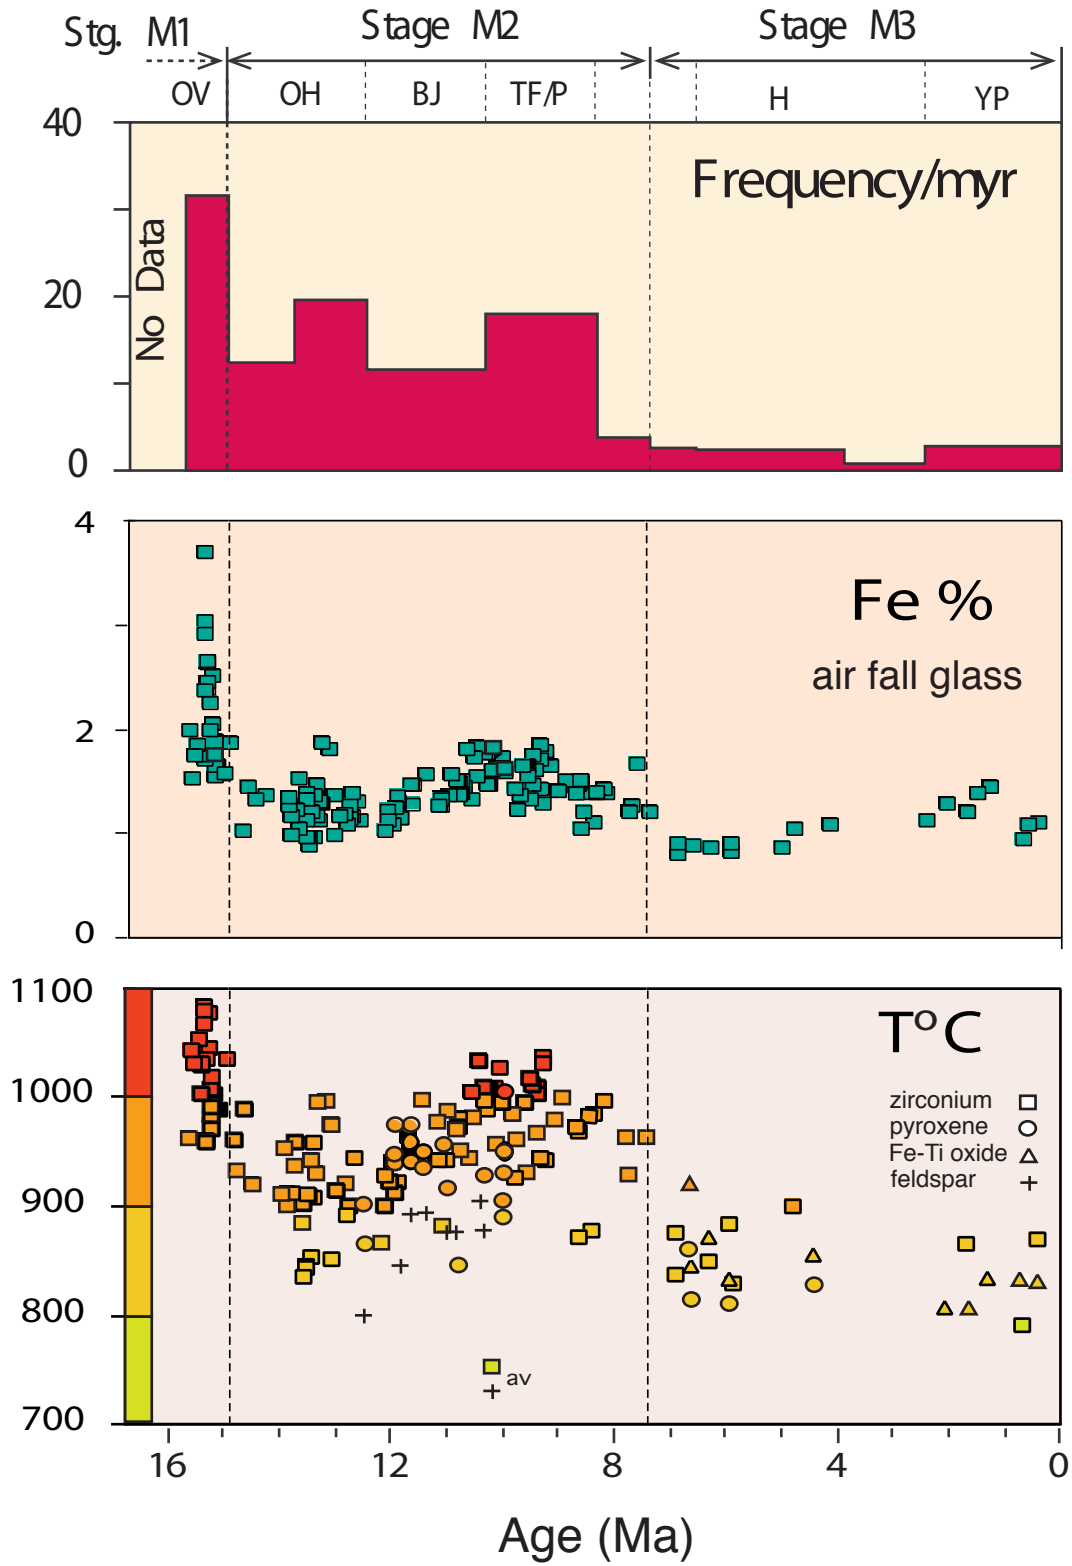 Stg. M1 Stage M2 Stage M3
OV OH BJ TF/P H YP
40
Frequency/myr
No Data
20
0
4
Fe %
air fall glass
2
0
1100
T°C
1000
zirconium
pyroxene
Fe-Ti oxide
feldspar
900
800
av
700
16 12 8 4 0
Age (Ma)